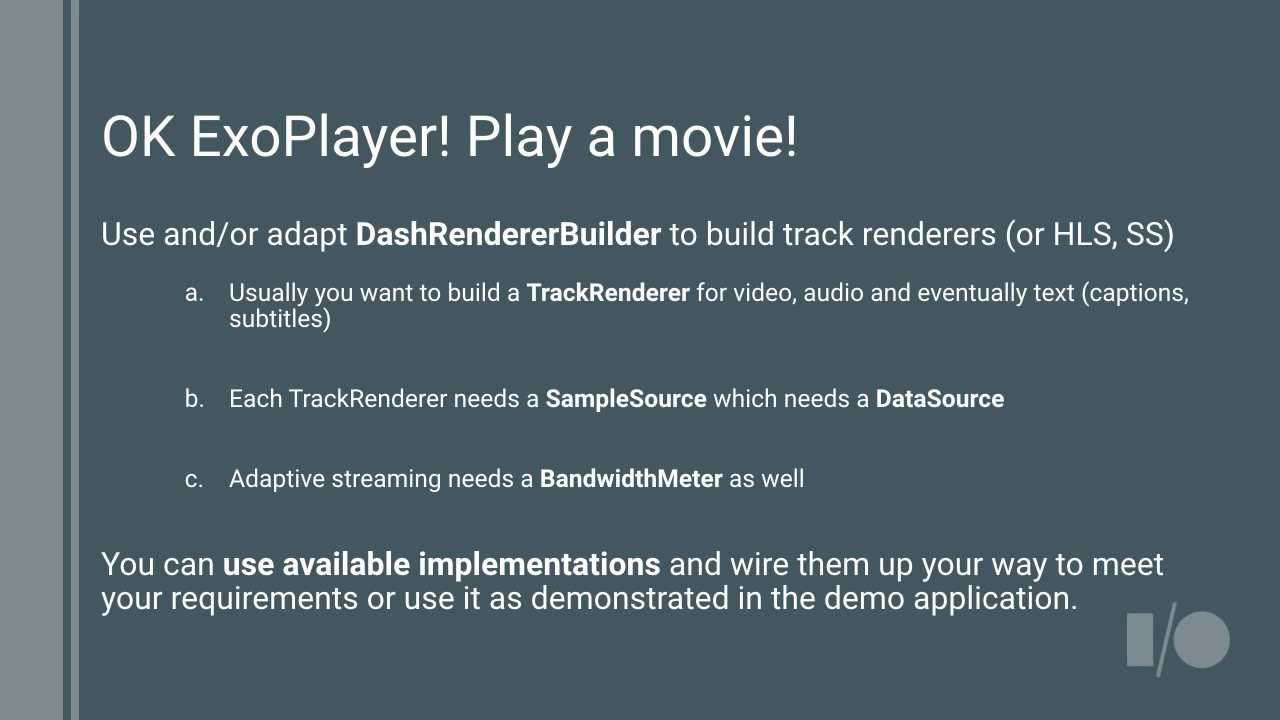 OK ExoPlayer! Play a movie!
Use and/or adapt DashRendererBuilder to build track renderers (or HLS, SS)
a. Usually you want to build a TrackRenderer for video, audio and eventually text (captions,
subtitles)
b. Each TrackRenderer needs a SampleSource which needs a DataSource
c. Adaptive streaming needs a BandwidthMeter as well
You can use available implementations and wire them up your way to meet
your requirements or use it as demonstrated in the demo application.
I/O